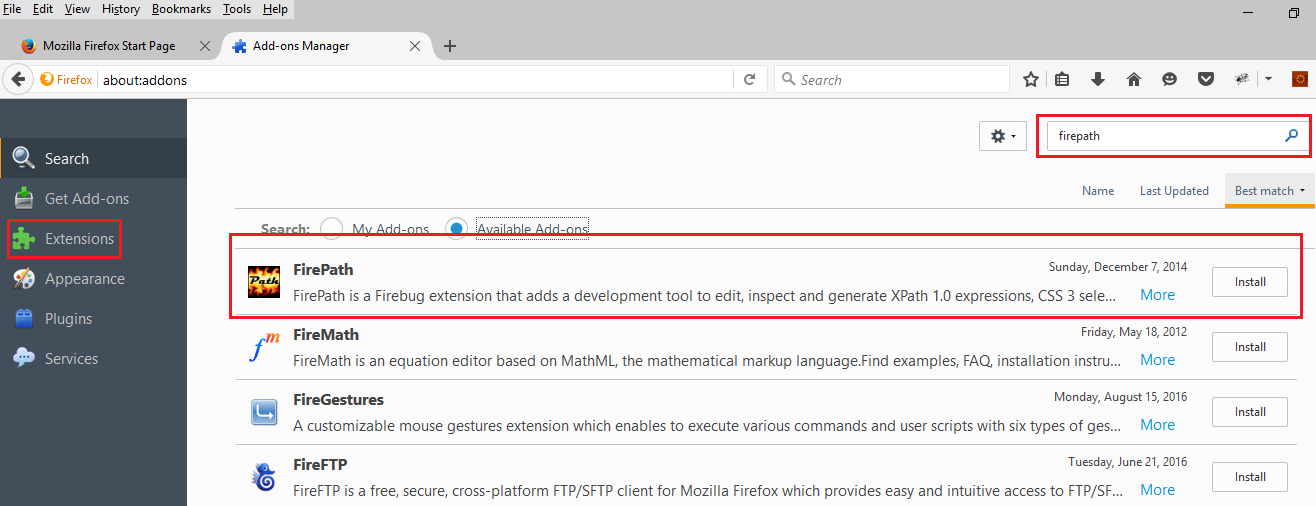 File Edit View History Bookmarks Tools Help
Mozilla Firefox Start Page Add-ons Manager
Firefox about:addons Search
firepath
Search
Get Add-ons
Extensions
Appearance
Plugins
Services
Name Last Updated Best match
Search: My Add-ons Available Add-ons
Path
FirePath Sunday, December 7, 2014
FirePath is a Firebug extension that adds a development tool to edit, inspect and generate XPath 1.0 expressions, CSS 3 sele... More Install
FireMath Friday, May 18, 2012
FireMath is an equation editor based on MathML, the mathematical markup language.Find examples, FAQ, installation instru... More Install
FireGestures Monday, August 15, 2016
A customizable mouse gestures extension which enables to execute various commands and user scripts with six types of ges... More Install
FireFTP Tuesday, June 21, 2016
FireFTP is a free, secure, cross-platform FTP/SFTP client for Mozilla Firefox which provides easy and intuitive access to FTP/SF... More Install